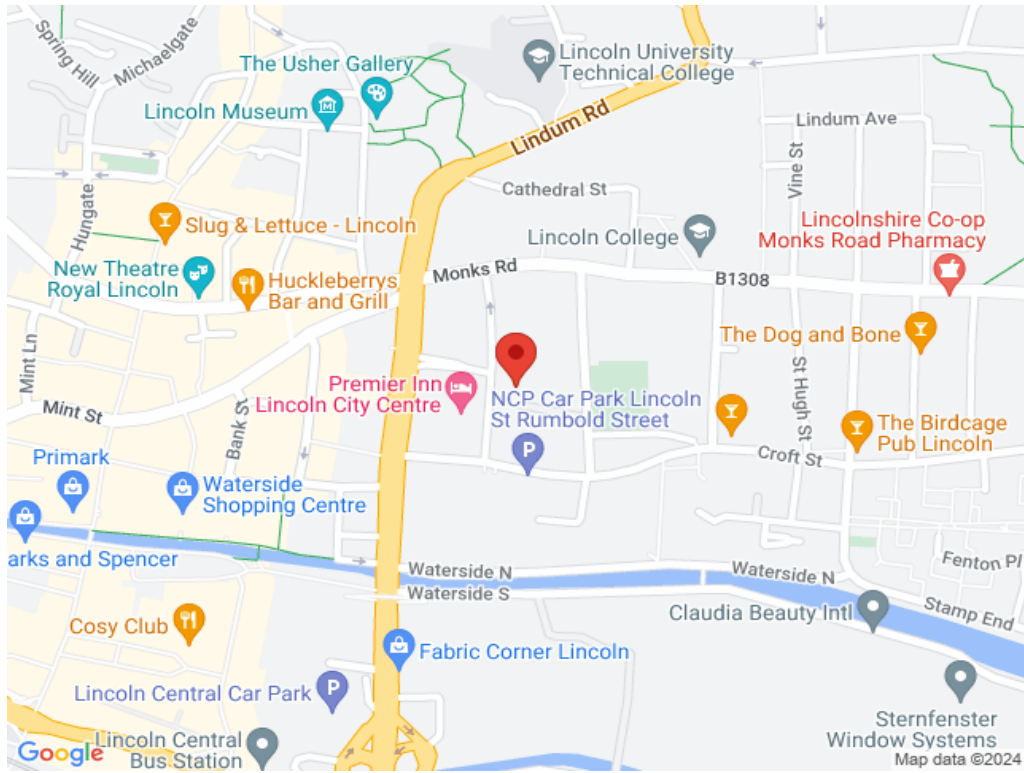 Spring Hill
Michaelgate
The Usher Gallery
Lincoln Museum
Lincoln University
Technical College
Lindum Rd
Lindum Ave
Vine St
Cathedral St
Hungate
Slug & Lettuce - Lincoln
Lincoln College
Lincolnshire Co-op
Monks Road Pharmacy
New Theatre
Royal Lincoln
Huckleberrys
Bar and Grill
Monks Rd
B1308
The Dog and Bone
Mint Ln
Premier Inn
Lincoln City Centre
NCP Car Park Lincoln
St Rumbold Street
St Hugh St
Mint St
Bank St
The Birdcage
Pub Lincoln
Croft St
Primark
Waterside
Shopping Centre
arks and Spencer
Waterside N
Waterside S
Waterside N
Fenton Pl
Stamp End
Claudia Beauty Intl
Cosy Club
Fabric Corner Lincoln
Lincoln Central Car Park
P
P
Sternfenster
Window Systems
Lincoln Central
Bus Station
Google
Map data ©2024